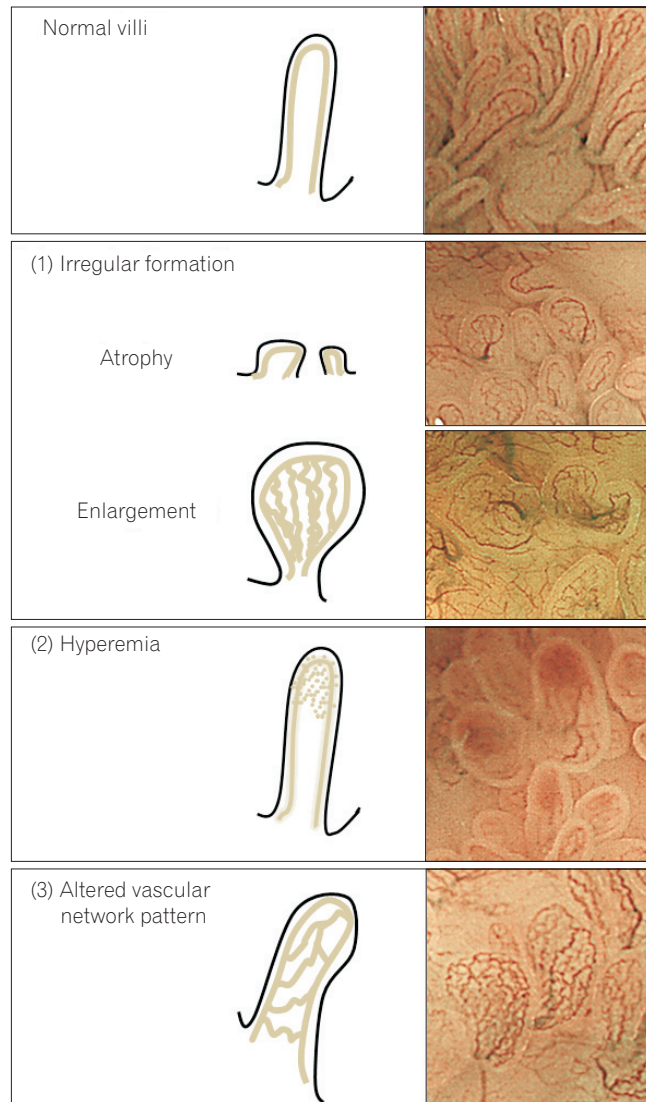 Normal villi
(1) Irregular formation
Atrophy
Enlargement
(2) Hyperemia
(3) Altered vascular
network pattern